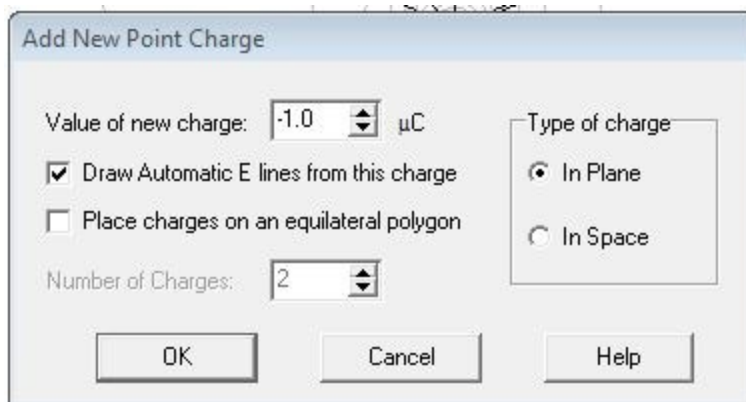 Add New Point Charge
Value of new charge: -1.0 µC
Type of charge
Draw Automatic E lines from this charge
In Plane
Place charges on an equilateral polygon
In Space
Number of Charges: 2
OK Cancel Help